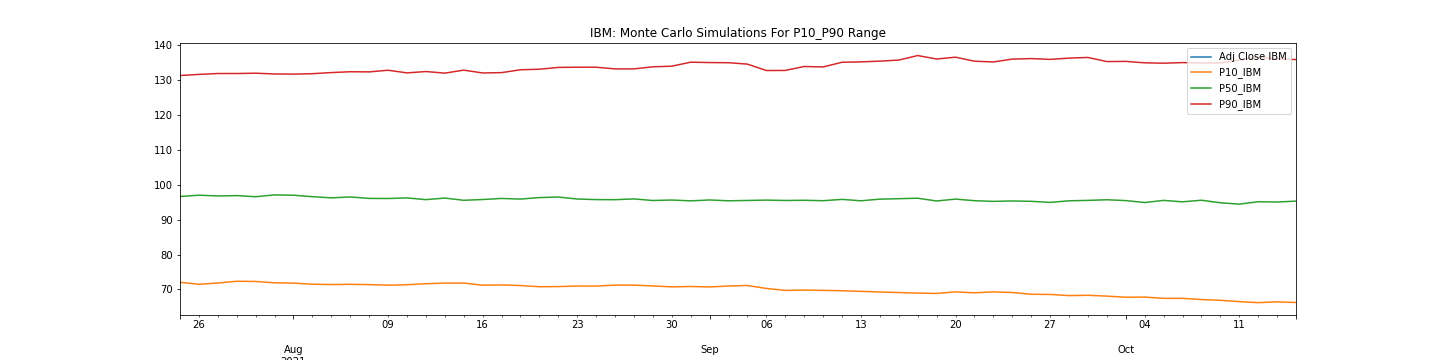 IBM: Monte Carlo Simulations For P10_P90 Range
140
130
120
110
100
90
80
70
Adj Close IBM
P10_IBM
P50_IBM
P90_IBM
26 09 16 23 30 06 13 20 27 04 11
Aug Sep Oct
2021